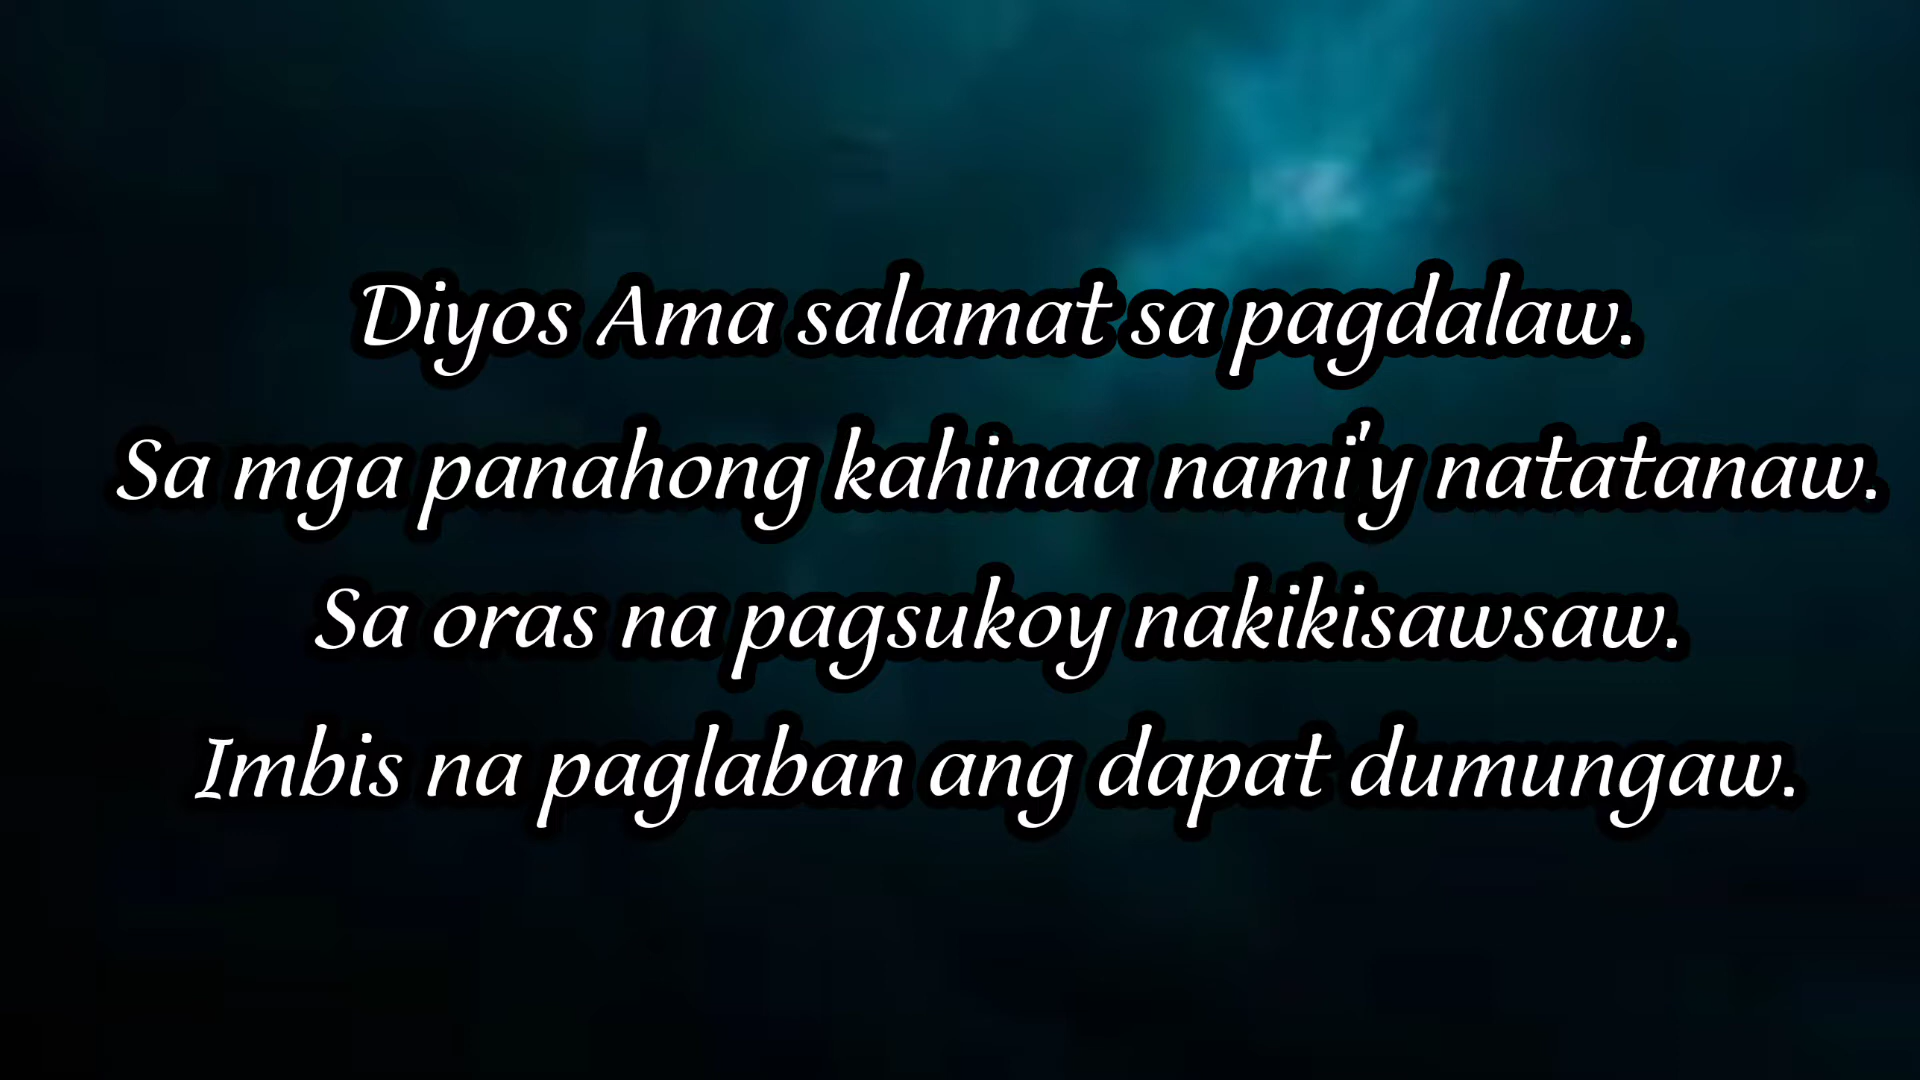 Diyos Ama salamat sa pagdalaw.
Sa mga panahong kahinaa nami'y natatanaw.
Sa oras na pagsukoy nakikisawsaw.
Imbis na paglaban ang dapat dumungaw.